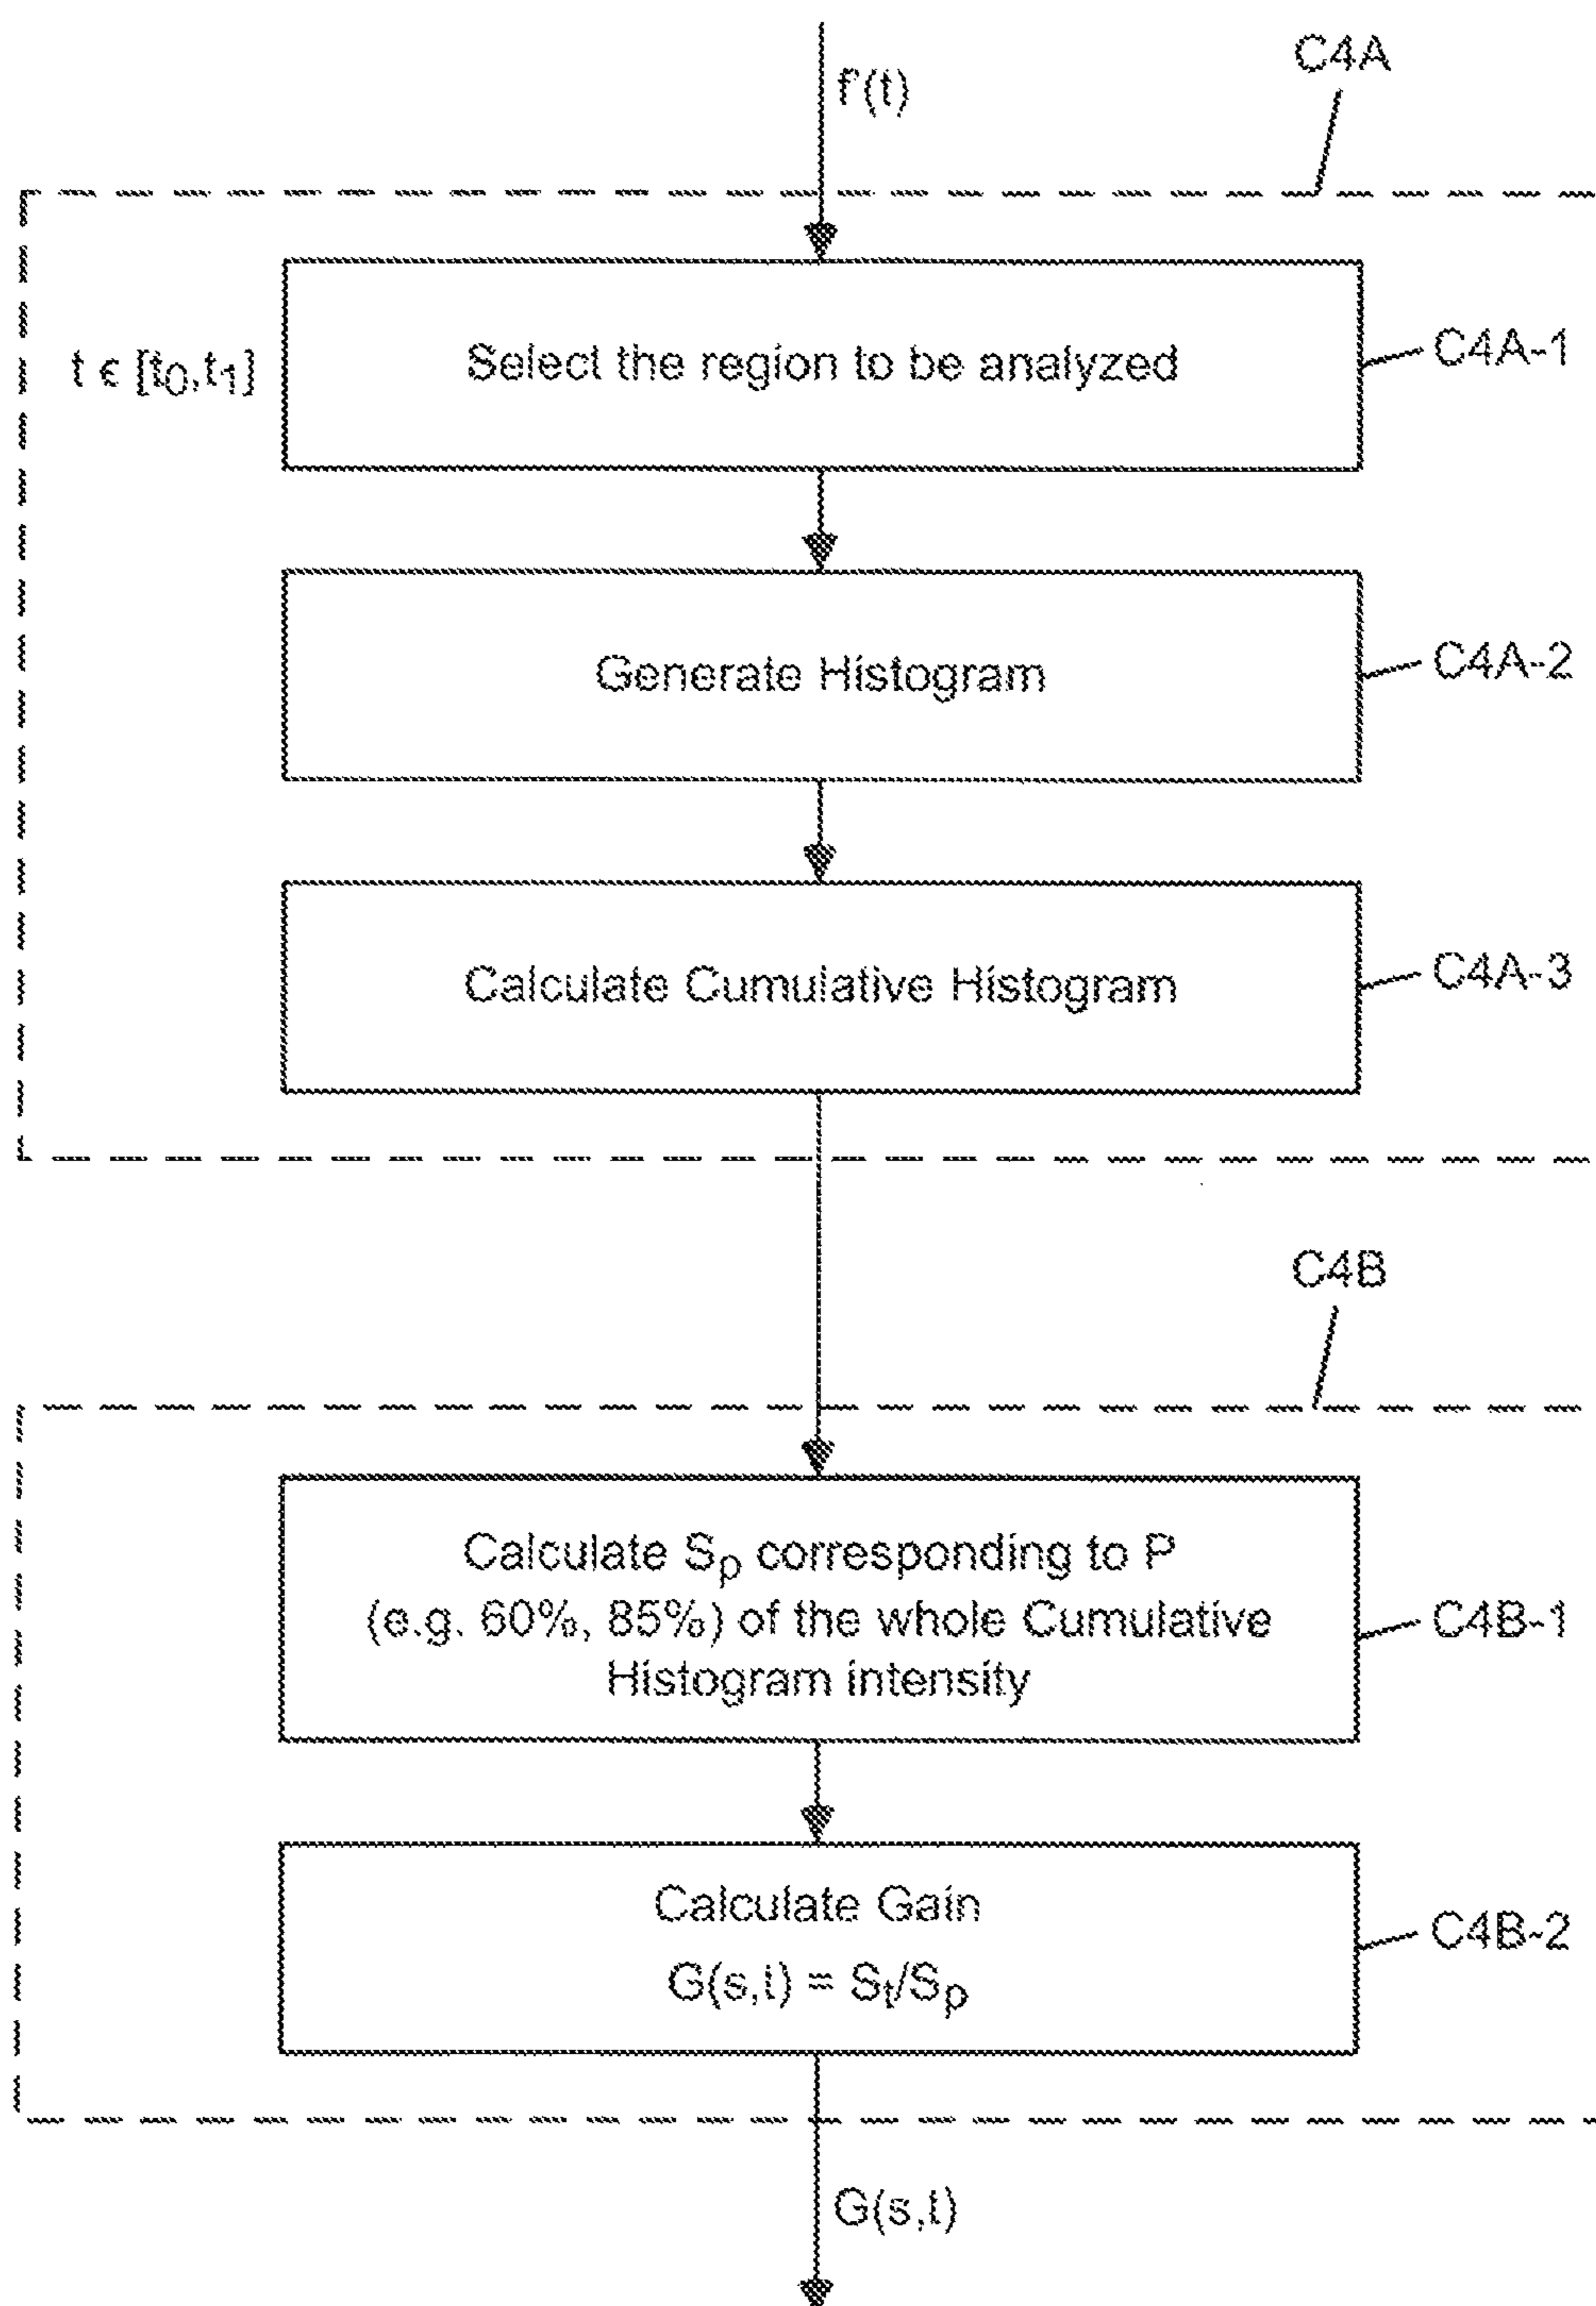 f'(t)
C4A
t ϵ [t₀,t₁]
Select the region to be analyzed
C4A-1
Generate Histogram
C4A-2
Calculate Cumulative Histogram
C4A-3
C4B
Calculate Sₚ corresponding to P
(e.g. 60%, 85%) of the whole Cumulative
Histogram intensity
C4B-1
Calculate Gain
G(s,t) = Sₜ/Sₚ
C4B-2
G(s,t)